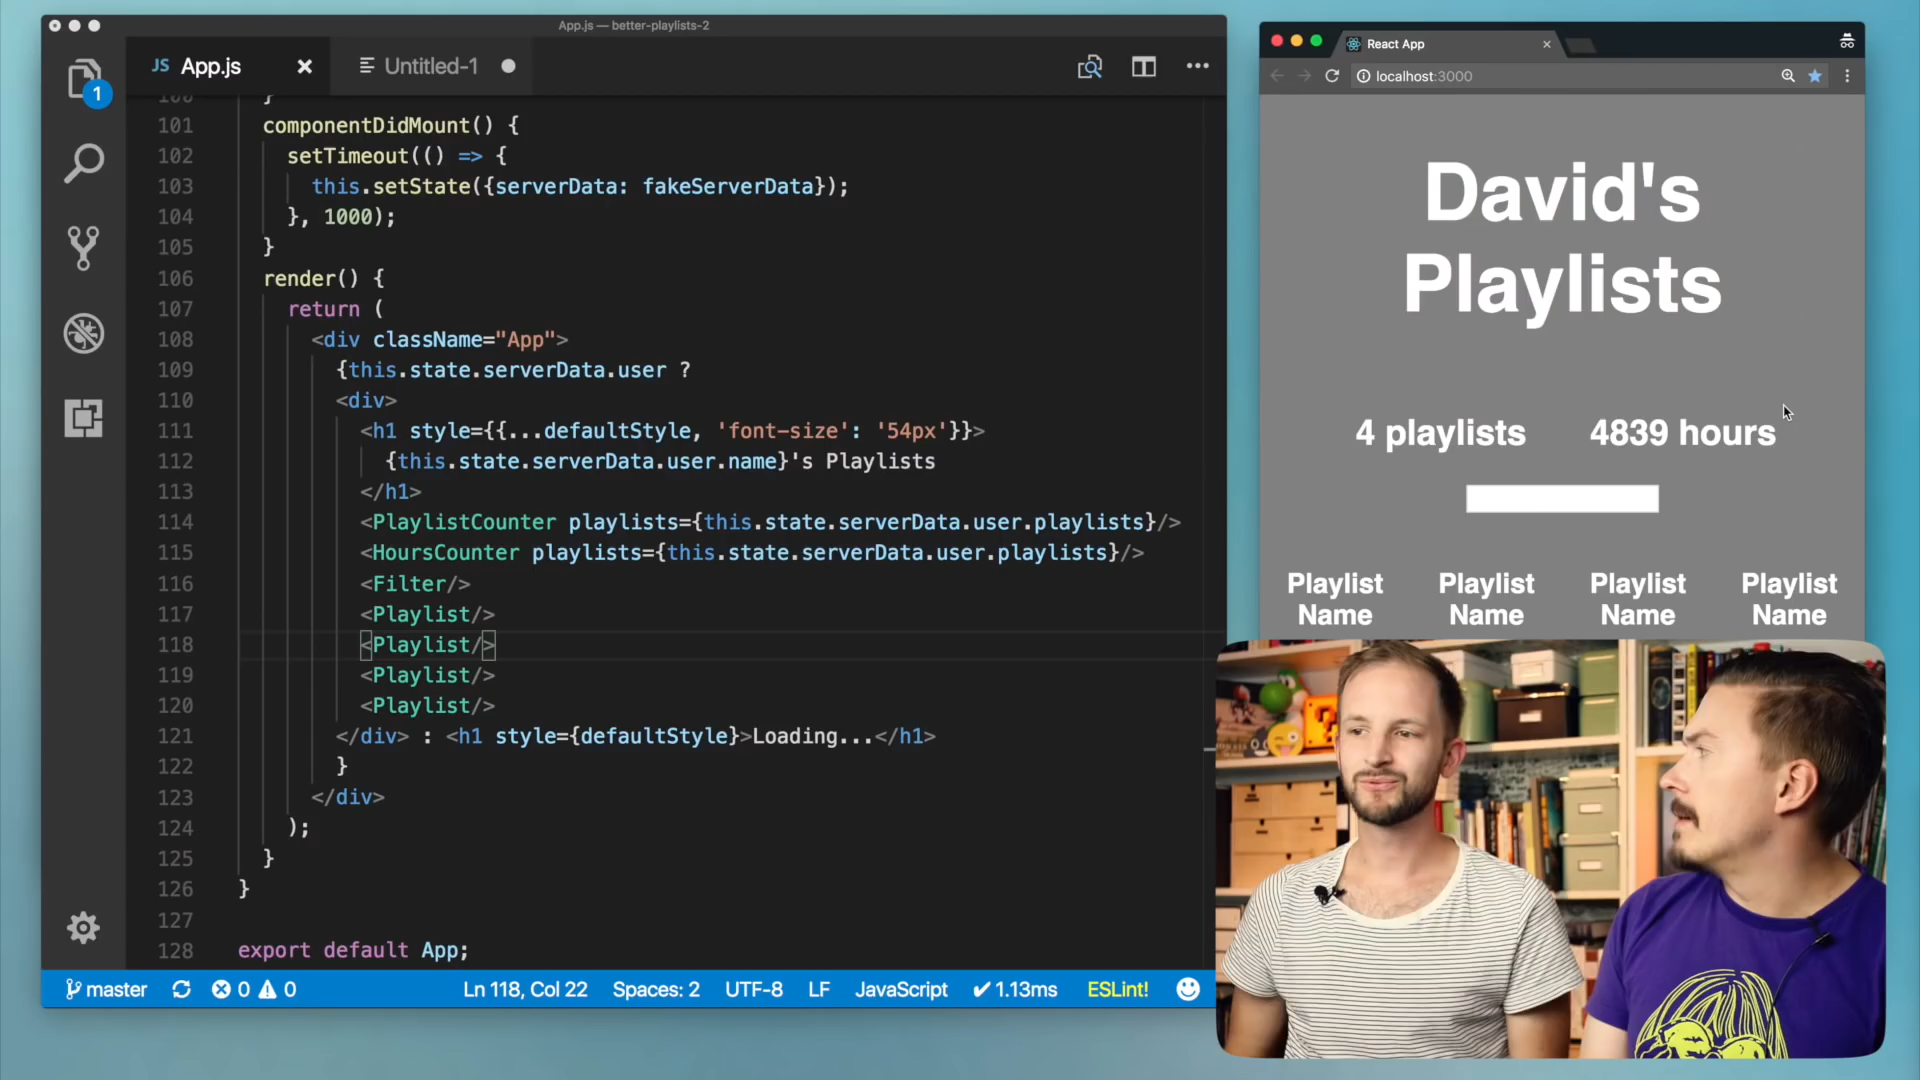 App.js — better-playlists-2
JS App.js
Untitled-1
1
100 }
101 componentDidMount() {
102 setTimeout(() => {
103 this.setState({serverData: fakeServerData});
104 }, 1000);
105 }
106 render() {
107 return (
108 <div className="App">
109 {this.state.serverData.user ?
110 <div>
111 <h1 style={{...defaultStyle, 'font-size': '54px'}}>
112 {this.state.serverData.user.name}'s Playlists
113 </h1>
114 <PlaylistCounter playlists={this.state.serverData.user.playlists}/>
115 <HoursCounter playlists={this.state.serverData.user.playlists}/>
116 <Filter/>
117 <Playlist/>
118 <Playlist/>
119 <Playlist/>
120 <Playlist/>
121 </div> : <h1 style={defaultStyle}>Loading...</h1>
122 }
123 </div>
124 );
125 }
126 }
127
128 export default App;
master 0 0 Ln 118, Col 22 Spaces: 2 UTF-8 LF JavaScript ✔ 1.13ms ESLint!
React App
localhost:3000
David's
Playlists
4 playlists 4839 hours
Playlist Playlist Playlist Playlist
Name Name Name Name